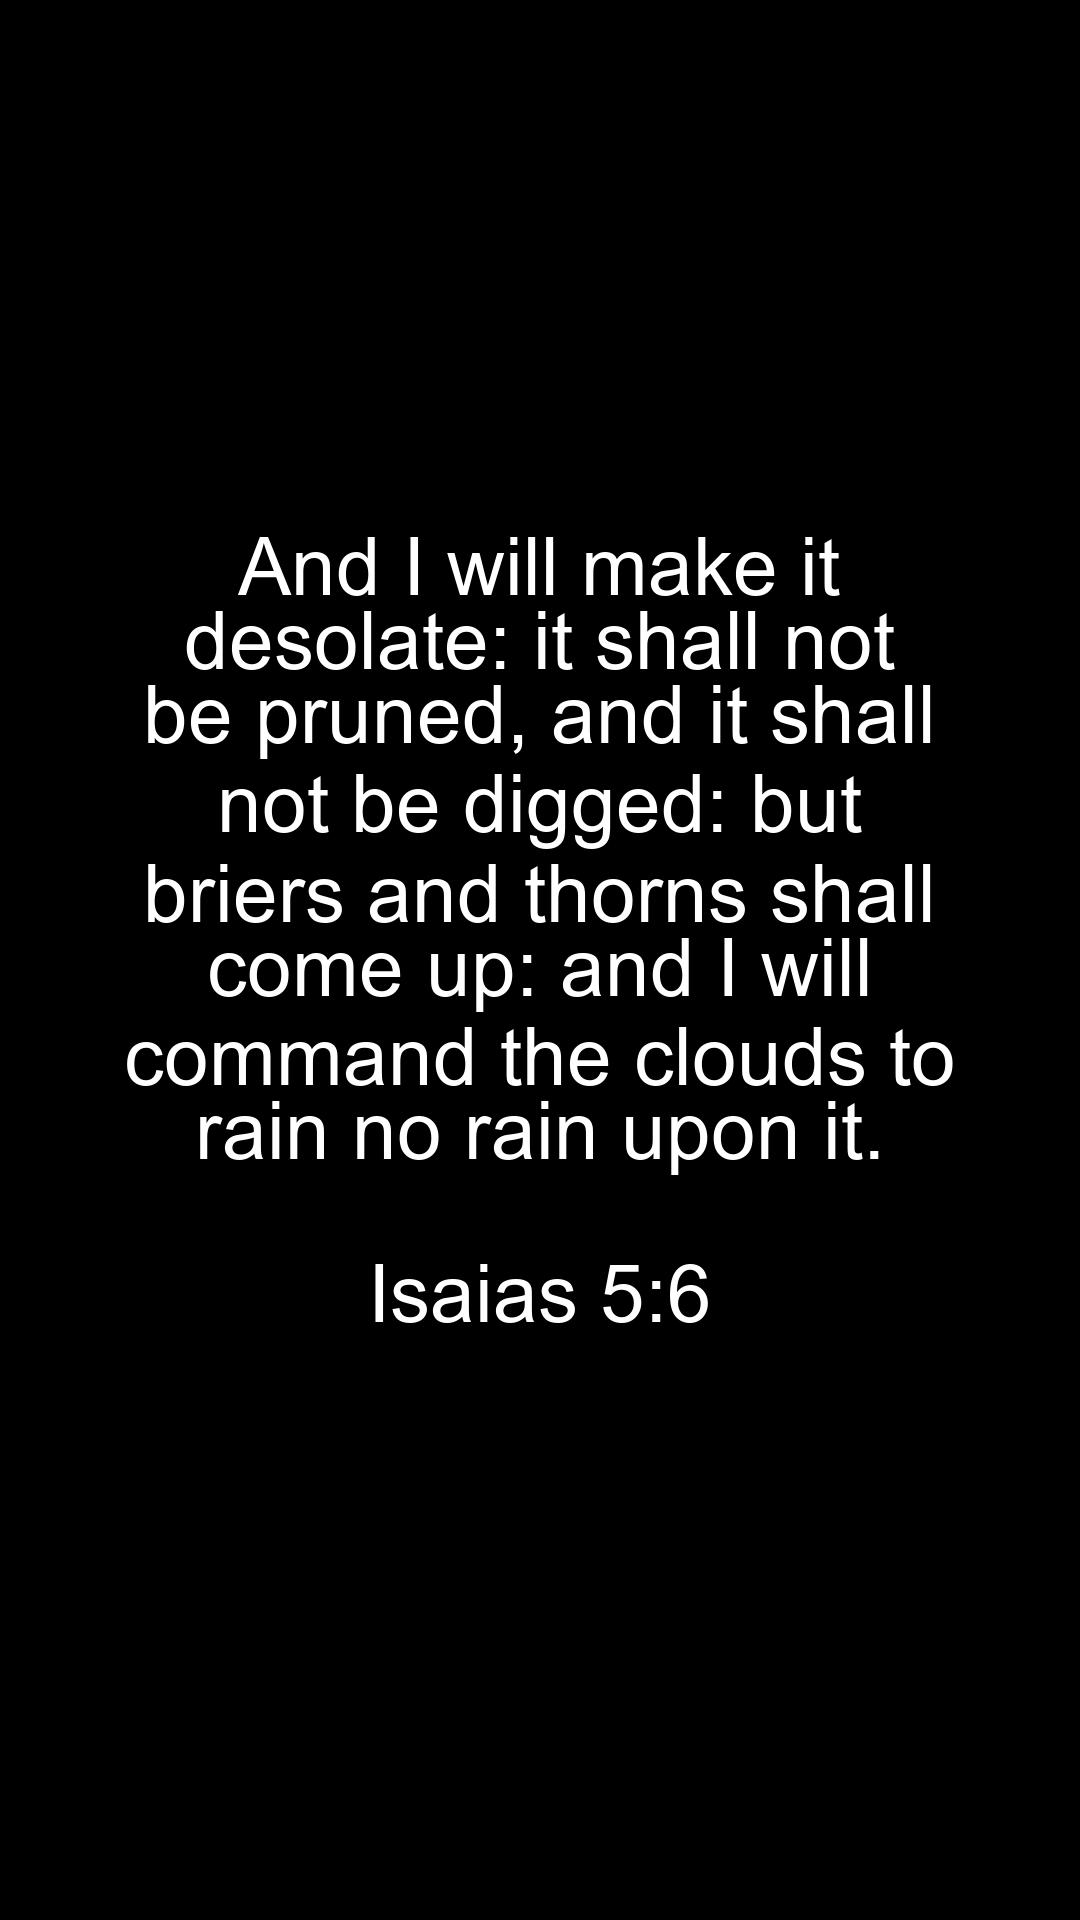 And I will make it
desolate: it shall not
be pruned, and it shall
not be digged: but
briers and thorns shall
come up: and I will
command the clouds to
rain no rain upon it.
Isaias 5:6